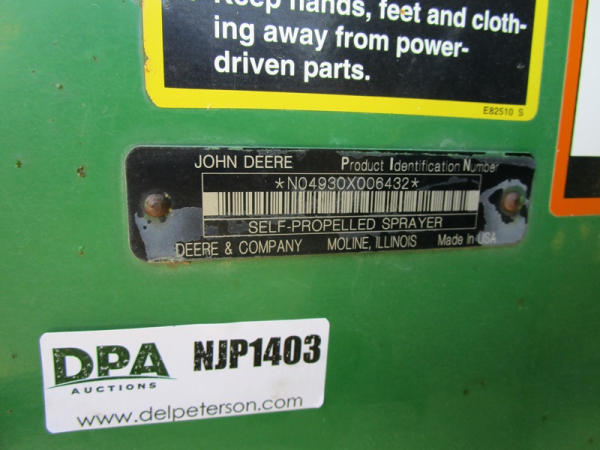 Keep hands, feet and cloth-
ing away from power-
driven parts.
E82510 S
JOHN DEERE Product Identification Number
*N04930X006432*
SELF-PROPELLED SPRAYER
DEERE & COMPANY MOLINE, ILLINOIS Made In USA
DPA NJP1403
AUCTIONS
www.delpeterson.com